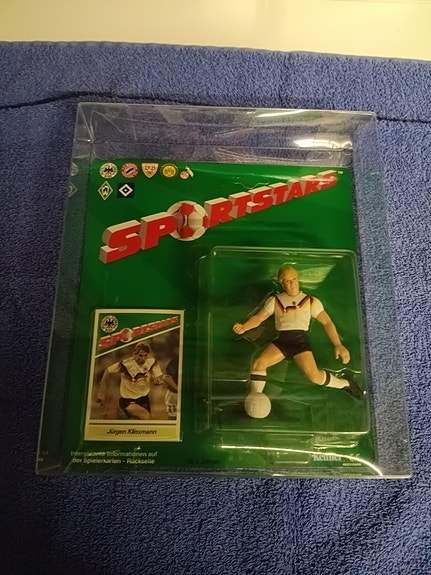 SPORTSTARS
SPORTSTARS
Jürgen Klinsmann
Interessante Informationen auf
der Spielerkarten - Rückseite
Kenner